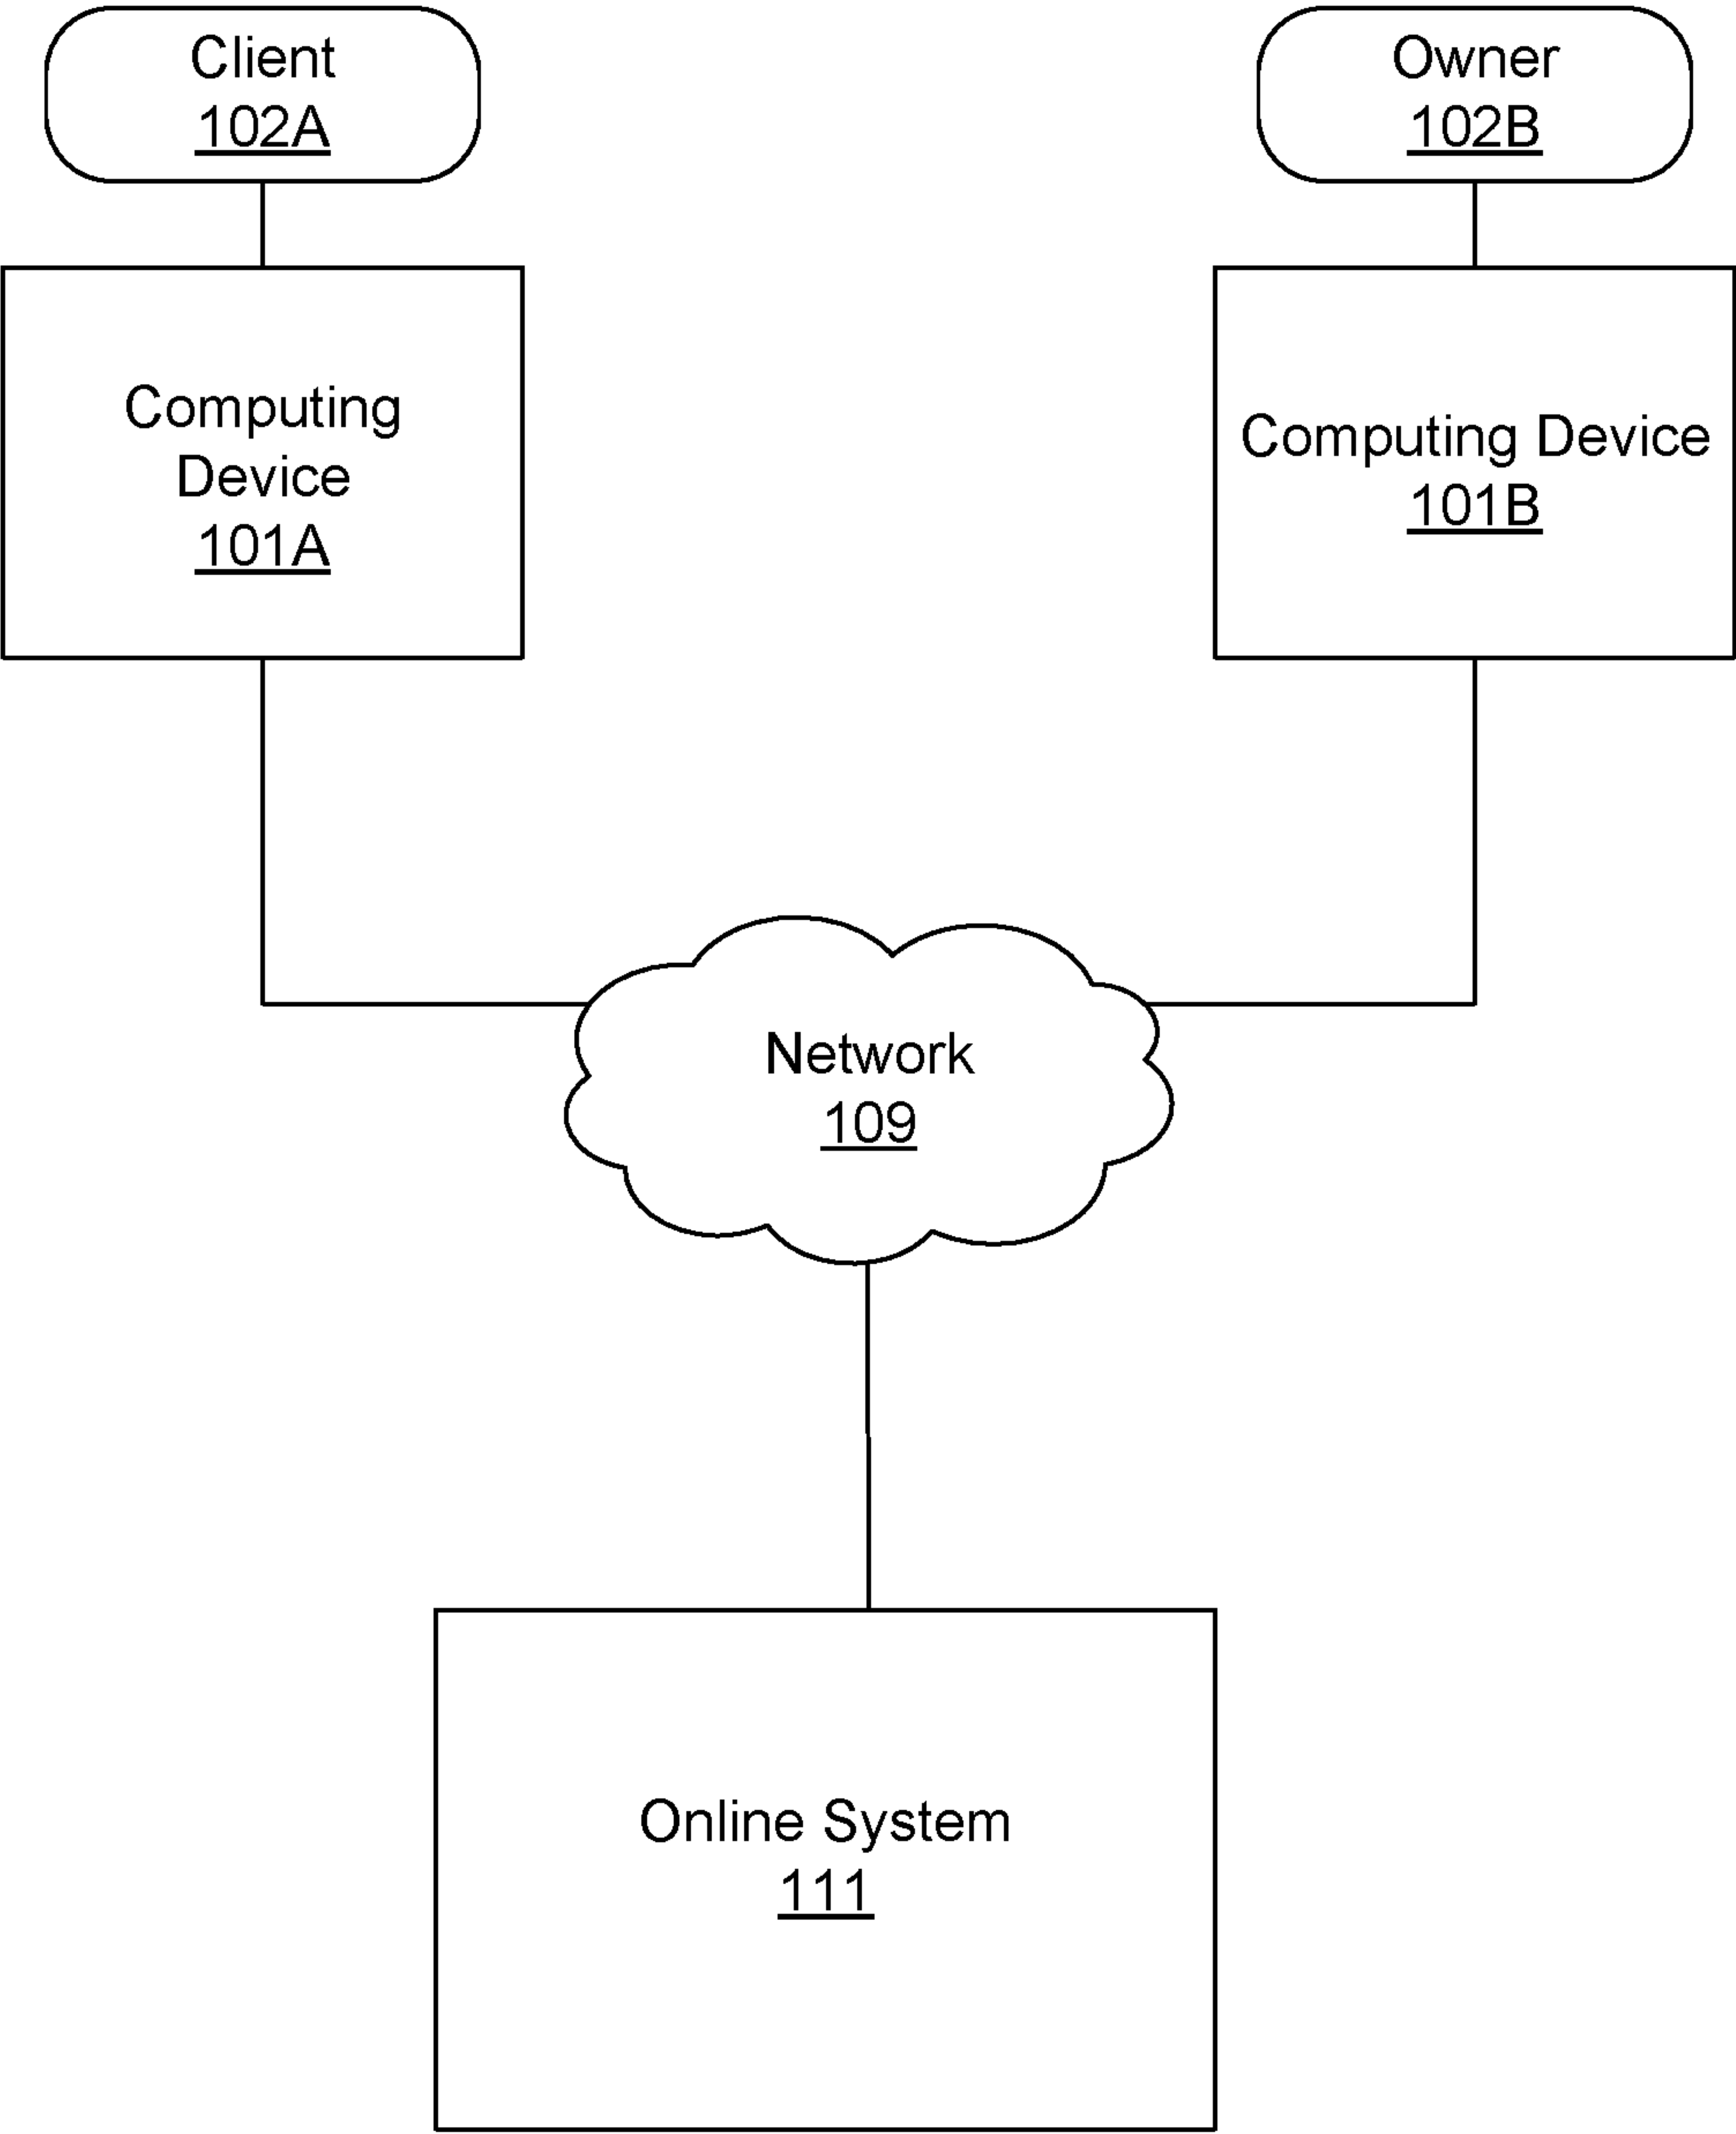 Client
102A
Owner
102B
Computing
Device
101A
Computing Device
101B
Network
109
Online System
111